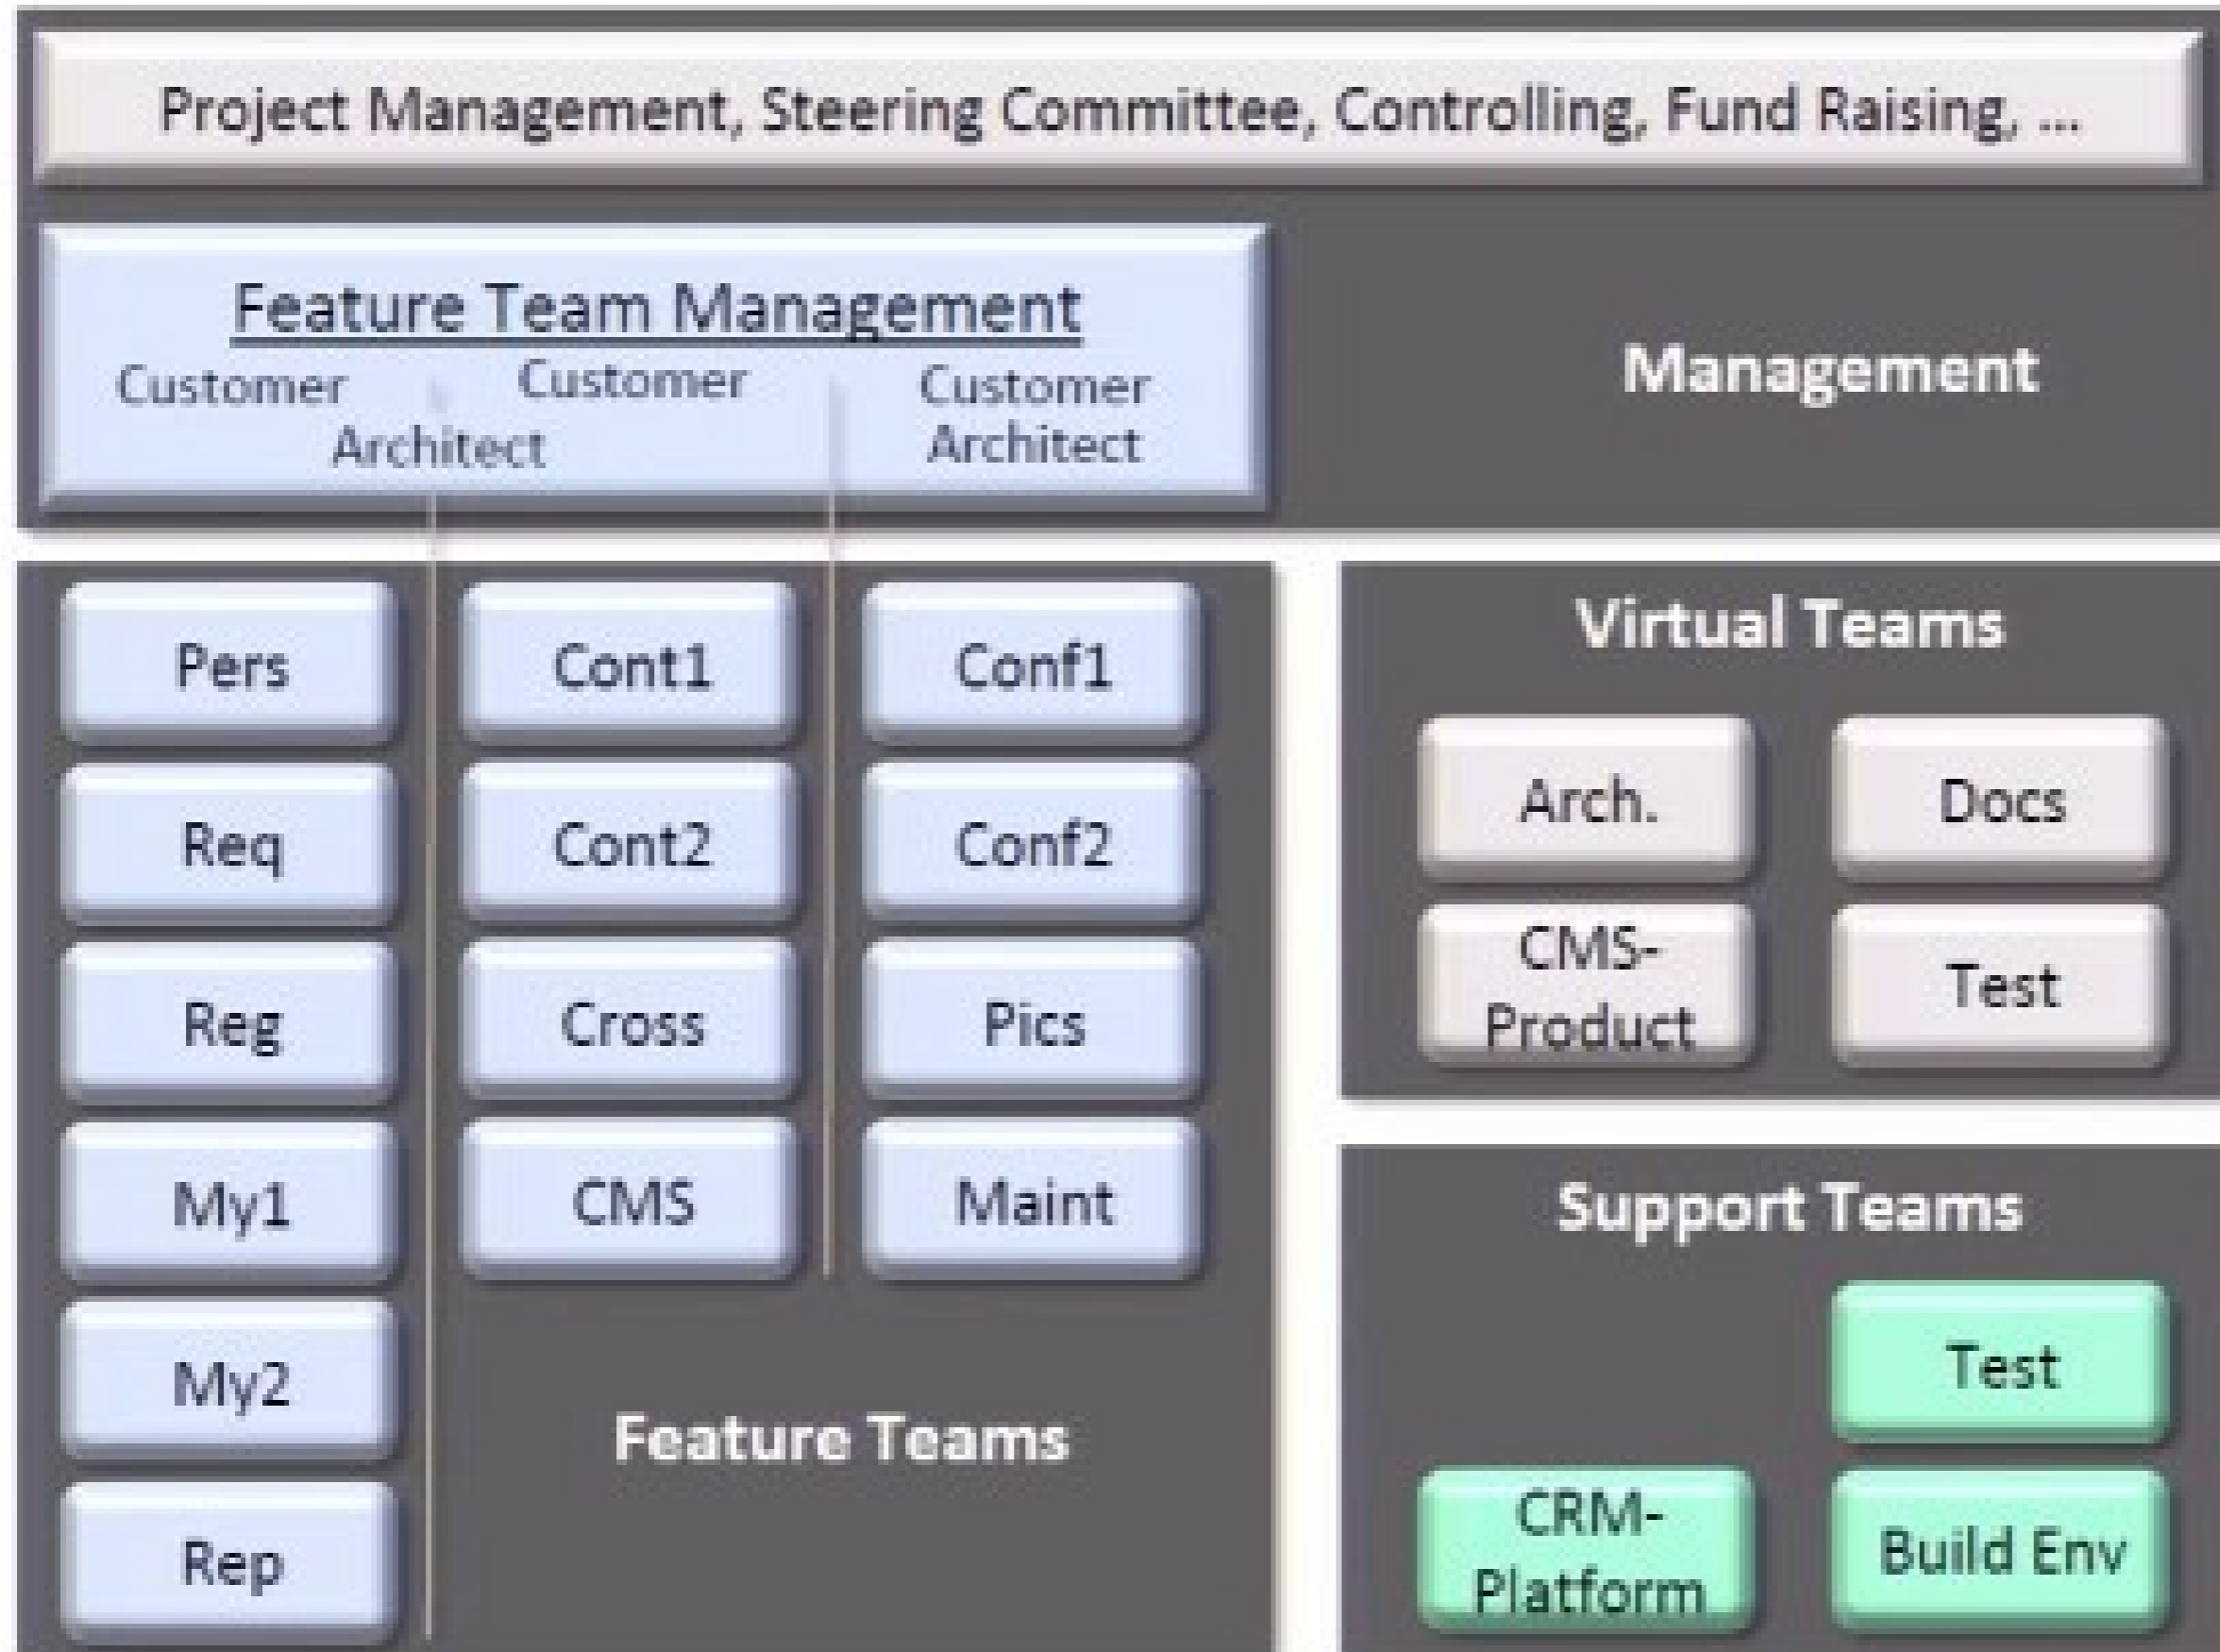 Project Management, Steering Committee, Controlling, Fund Raising, ...
Feature Team Management
Customer Customer Customer
Architect Architect
Management
Pers Cont1 Conf1
Req Cont2 Conf2
Reg Cross Pics
My1 CMS Maint
My2
Rep
Feature Teams
Virtual Teams
Arch. Docs
CMS-
Product
Test
Support Teams
Test
CRM-
Platform
Build Env